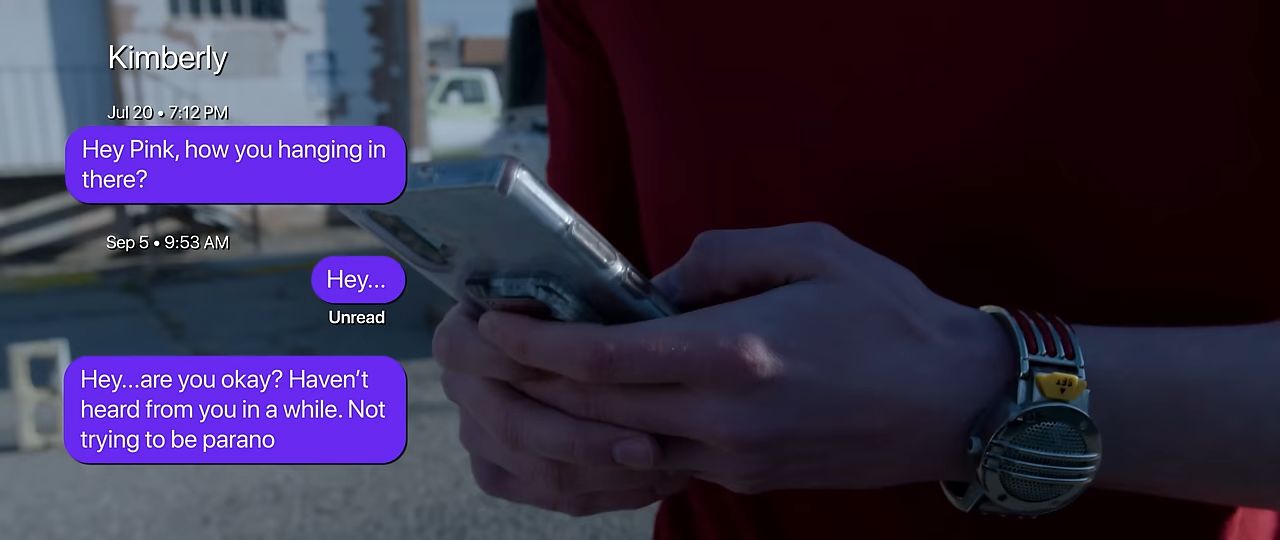 Kimberly
Jul 20 • 7:12 PM
Hey Pink, how you hanging in
there?
Sep 5 • 9:53 AM
Hey...
Unread
Hey...are you okay? Haven't
heard from you in a while. Not
trying to be parano